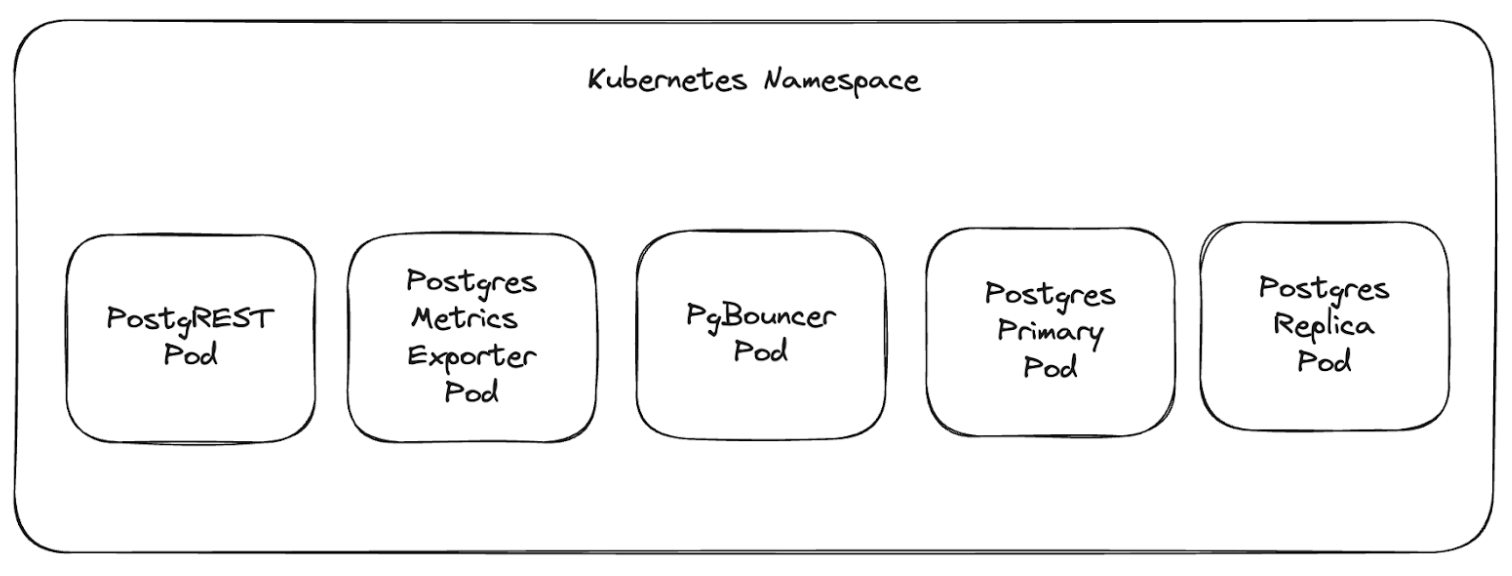 Kubernetes Namespace
PostgREST
Pod
Postgres
Metrics
Exporter
Pod
PgBouncer
Pod
Postgres
Primary
Pod
Postgres
Replica
Pod